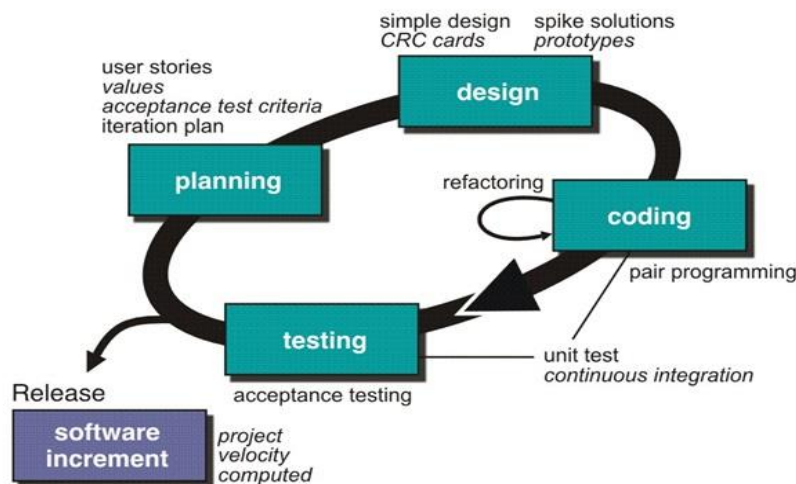 simple design
CRC cards
spike solutions
prototypes
user stories
values
acceptance test criteria
iteration plan
design
planning
refactoring
coding
pair programming
testing
unit test
continuous integration
acceptance testing
Release
software
increment
project
velocity
computed